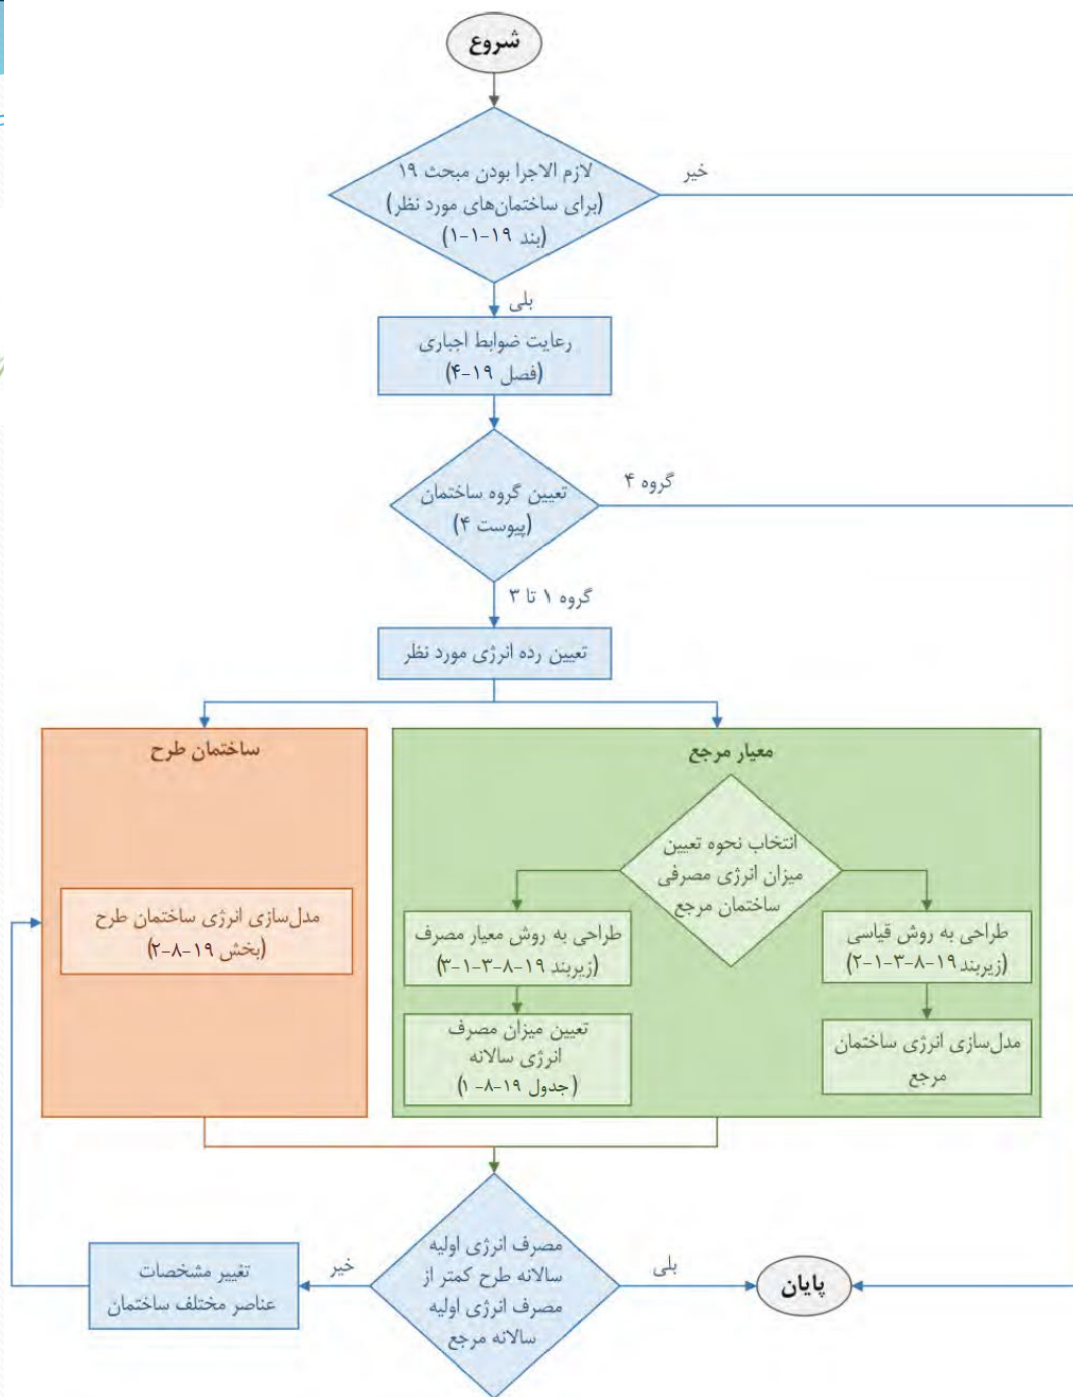 شروع
لازم الاجرا بودن مبحث ۱۹
(برای ساختمان‌های مورد نظر)
(بند ۱۹-۱-۱)
خیر
بلی
رعایت ضوابط اجباری
(فصل ۱۹-۴)
تعیین گروه ساختمان
(پیوست ۴)
گروه ۴
گروه ۱ تا ۳
تعیین رده انرژی مورد نظر
معیار مرجع
انتخاب نحوه تعیین
میزان انرژی مصرفی
ساختمان مرجع
طراحی به روش قیاسی
(زیربند ۱۹-۸-۳-۱-۲)
مدل‌سازی انرژی ساختمان
مرجع
طراحی به روش معیار مصرف
(زیربند ۱۹-۸-۳-۱-۳)
تعیین میزان مصرف
انرژی سالانه
(جدول ۱۹-۸-۱)
ساختمان طرح
مدل‌سازی انرژی ساختمان طرح
(بخش ۱۹-۸-۲)
مصرف انرژی اولیه
سالانه طرح کمتر از
مصرف انرژی اولیه
سالانه مرجع
بلی
پایان
خیر
تغییر مشخصات
عناصر مختلف ساختمان